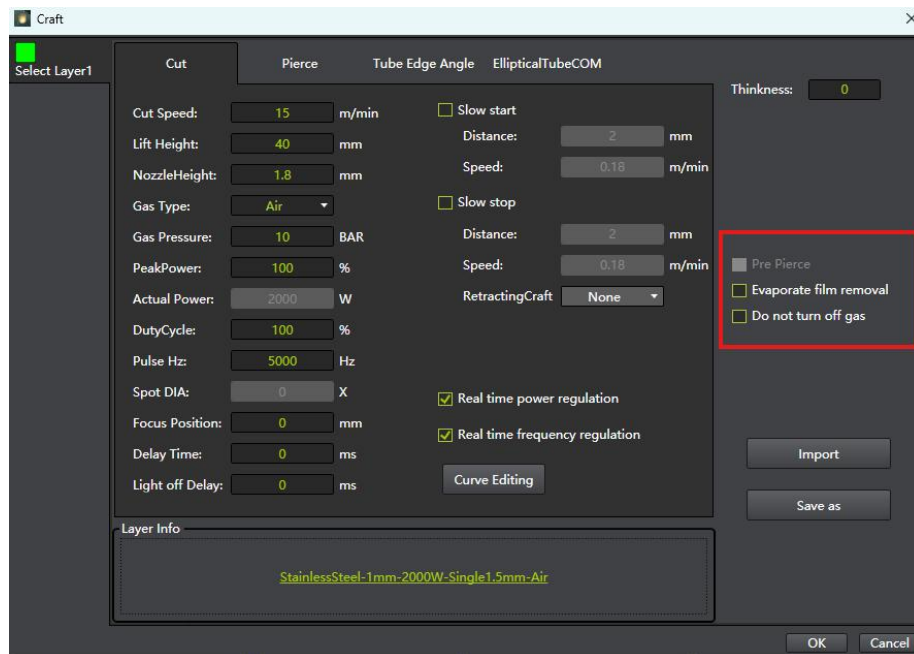 Craft
Select Layer1
Cut Pierce Tube Edge Angle EllipticalTubeCOM
Cut Speed: 15 m/min
Lift Height: 40 mm
NozzleHeight: 1.8 mm
Gas Type: Air
Gas Pressure: 10 BAR
PeakPower: 100 %
Actual Power: 2000 W
DutyCycle: 100 %
Pulse Hz: 5000 Hz
Spot DIA: 0 X
Focus Position: 0 mm
Delay Time: 0 ms
Light off Delay: 0 ms
Slow start
Distance: 2 mm
Speed: 0.18 m/min
Slow stop
Distance: 2 mm
Speed: 0.18 m/min
RetractingCraft None
Real time power regulation
Real time frequency regulation
Curve Editing
Thinkness: 0
Pre Pierce
Evaporate film removal
Do not turn off gas
Import
Save as
Layer Info
StainlessSteel-1mm-2000W-Single1.5mm-Air
OK Cancel